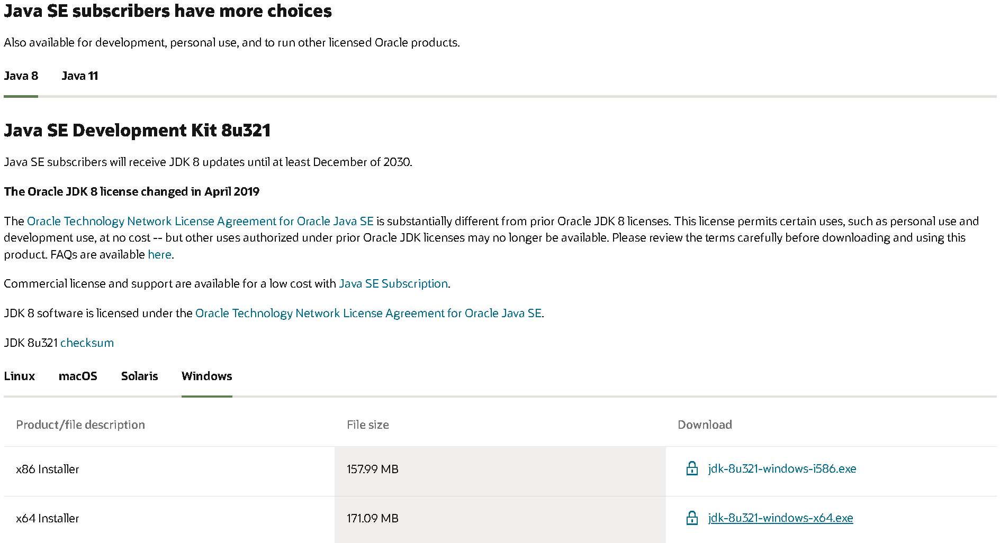 Java SE subscribers have more choices
Also available for development, personal use, and to run other licensed Oracle products.
Java 8 Java 11
Java SE Development Kit 8u321
Java SE subscribers will receive JDK 8 updates until at least December of 2030.
The Oracle JDK 8 license changed in April 2019
The Oracle Technology Network License Agreement for Oracle Java SE is substantially different from prior Oracle JDK 8 licenses. This license permits certain uses, such as personal use and
development use, at no cost -- but other uses authorized under prior Oracle JDK licenses may no longer be available. Please review the terms carefully before downloading and using this
product. FAQs are available here.
Commercial license and support are available for a low cost with Java SE Subscription.
JDK 8 software is licensed under the Oracle Technology Network License Agreement for Oracle Java SE.
JDK 8u321 checksum
Linux macOS Solaris Windows
Product/file description File size Download
x86 Installer 157.99 MB jdk-8u321-windows-i586.exe
x64 Installer 171.09 MB jdk-8u321-windows-x64.exe